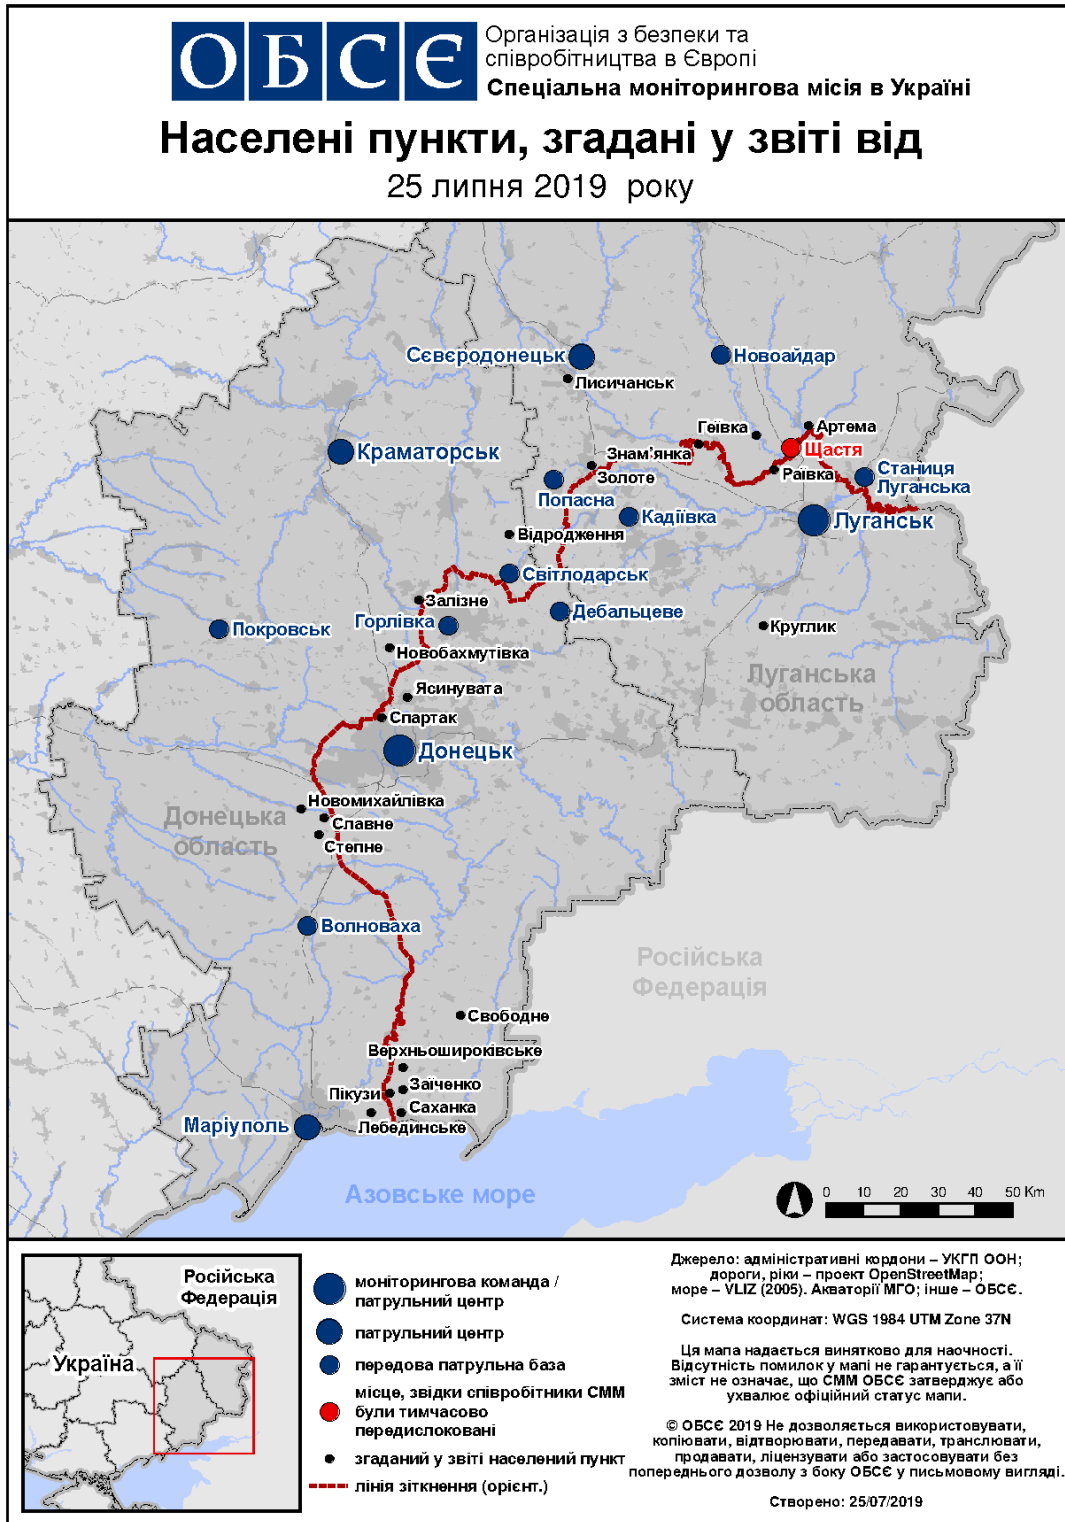 ОБСЄ
Організація з безпеки та
співробітництва в Європі
Спеціальна моніторингова місія в Україні
Населені пункти, згадані у звіті від
25 липня 2019 року
Сєвєродонецьк
Новоайдар
Лисичанськ
Геївка
Артема
Краматорськ
Знам'янка
Щастя
Золоте
Раївка
Станиця
Луганська
Попасна
Кадіївка
Луганськ
Відродження
Світлодарськ
Залізне
Дебальцеве
Горлівка
Покровськ
Круглик
Новобахмутівка
Луганська
область
Ясинувата
Спартак
Донецьк
Новомихайлівка
Донецька
область
Славне
Степне
Волноваха
Російська
Федерація
Свободне
Верхньошироківське
Заїченко
Пікузи
Саханка
Маріуполь
Лебединське
Азовське море
0 10 20 30 40 50 Km
Російська
Федерація
Україна
моніторингова команда /
патрульний центр
патрульний центр
передова патрульна база
місце, звідки співробітники СММ
були тимчасово
передислоковані
згаданий у звіті населений пункт
лінія зіткнення (орієнт.)
Джерело: адміністративні кордони – УКГП ООН;
дороги, ріки – проект OpenStreetMap;
море – VLIZ (2005). Акваторії МГО; інше – ОБСЄ.
Система координат: WGS 1984 UTM Zone 37N
Ця мапа надається винятково для наочності.
Відсутність помилок у мапі не гарантується, а її
зміст не означає, що СММ ОБСЄ затверджує або
ухвалює офіційний статус мапи.
© ОБСЄ 2019 Не дозволяється використовувати,
копіювати, відтворювати, передавати, транслювати,
продавати, ліцензувати або застосовувати без
попереднього дозволу з боку ОБСЄ у письмовому вигляді.
Створено: 25/07/2019